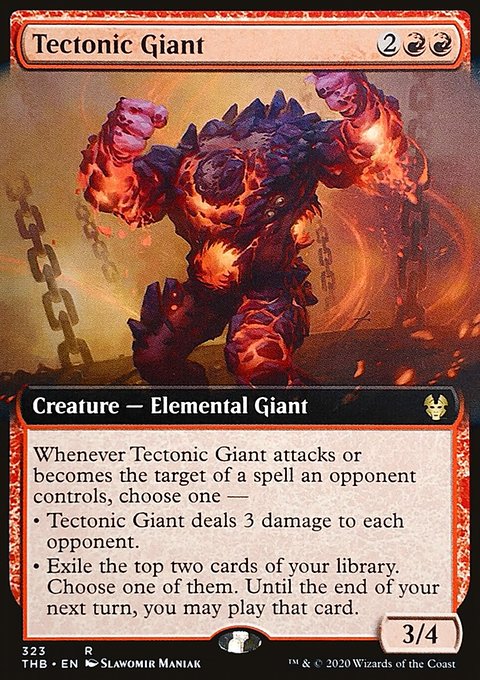 Tectonic Giant 2
Creature — Elemental Giant
Whenever Tectonic Giant attacks or
becomes the target of a spell an opponent
controls, choose one —
• Tectonic Giant deals 3 damage to each
opponent.
• Exile the top two cards of your library.
Choose one of them. Until the end of your
next turn, you may play that card.
3/4
323 R
THB • EN Slawomir Maniak
™ & © 2020 Wizards of the Coast